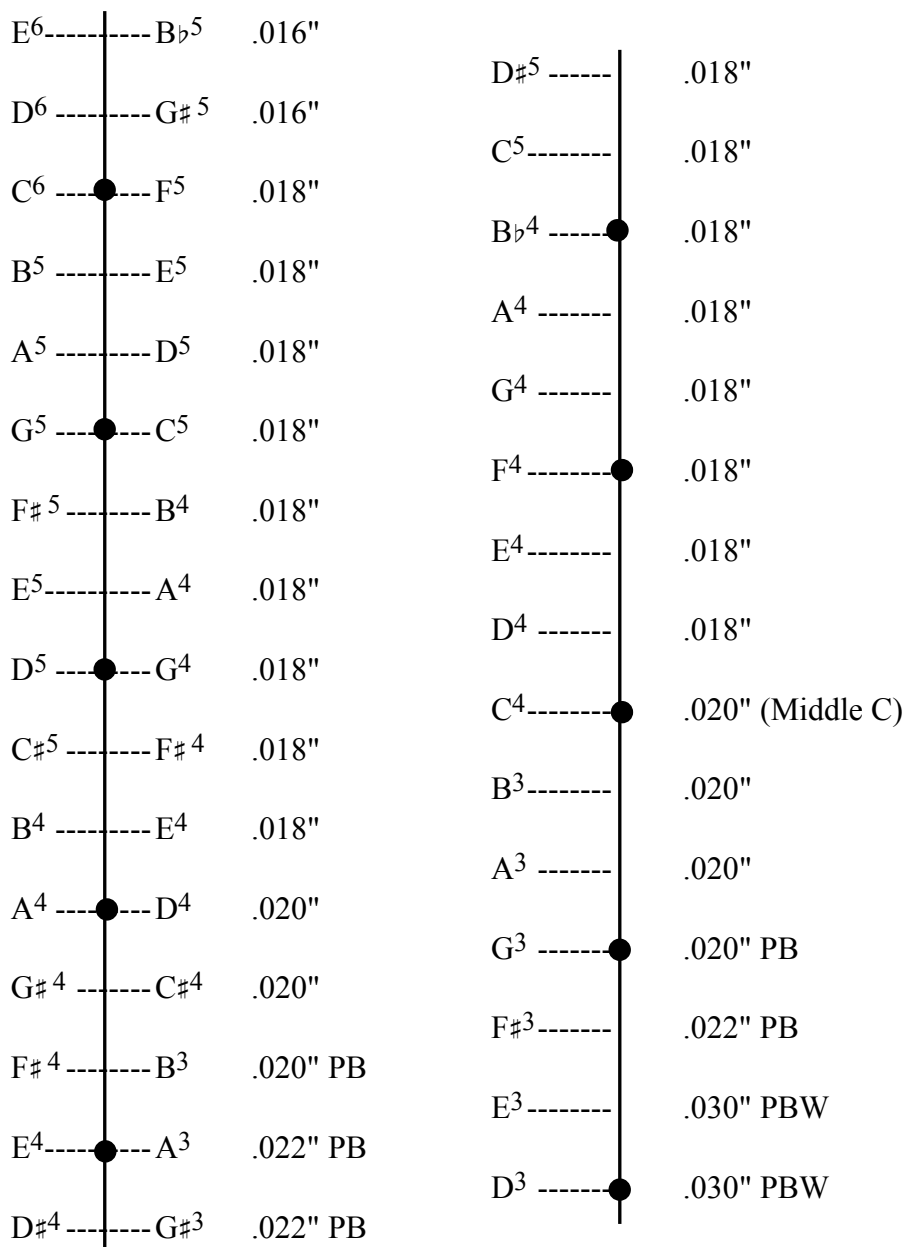 E6------------B♭5 .016"
D6 ------------G♯ 5 .016"
C6 ------------F5 .018"
B5 ------------E5 .018"
A5 ------------D5 .018"
G5 ------------C5 .018"
F♯ 5 ----------B4 .018"
E5-------------A4 .018"
D5 ------------G4 .018"
C♯5 ----------F♯ 4 .018"
B4 ------------E4 .018"
A4 ------------D4 .020"
G♯ 4 ---------C♯4 .020"
F♯ 4 ----------B3 .020" PB
E4-------------A3 .022" PB
D♯4 ----------G♯3 .022" PB
D♯5 ------ .018"
C5-------- .018"
B♭4 ------ .018"
A4 ------- .018"
G4 ------- .018"
F4-------- .018"
E4-------- .018"
D4 ------- .018"
C4-------- .020" (Middle C)
B3-------- .020"
A3 ------- .020"
G3 ------- .020" PB
F♯3------- .022" PB
E3-------- .030" PBW
D3 ------- .030" PBW